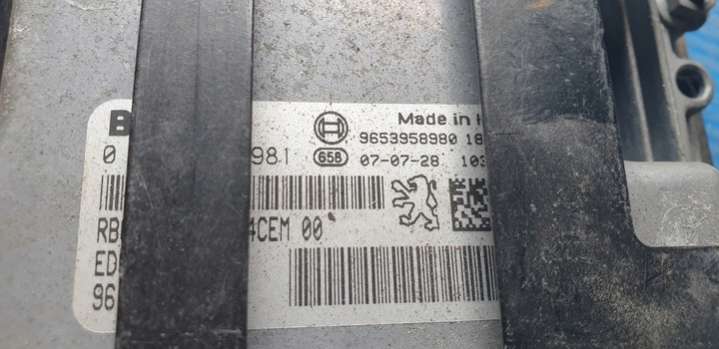 Made in
9653958980 18
0 981
658 07-07-28 103
RB 4CEM 00
ED
96